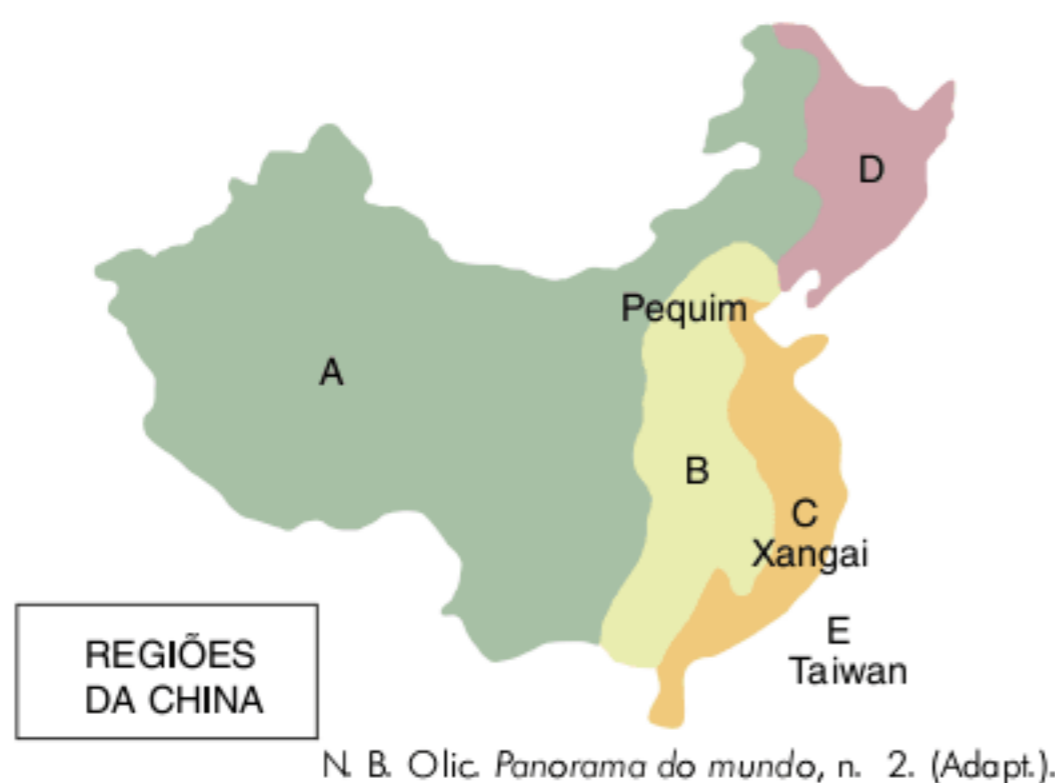 D
Pequim
A
B
C
Xangai
E
Taiwan
REGIÕES
DA CHINA
N. B. Olic. Panorama do mundo, n. 2. (Adapt.)